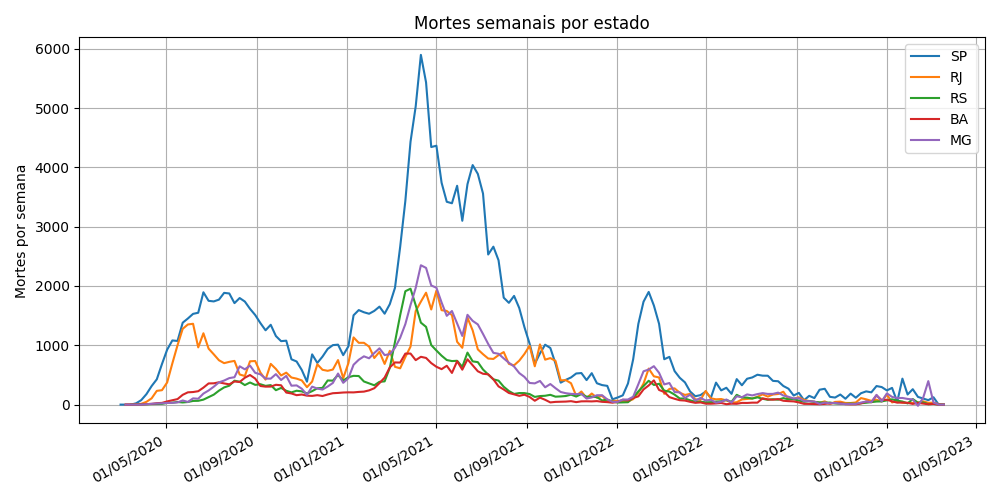 Mortes semanais por estado
Mortes por semana
6000
5000
4000
3000
2000
1000
0
SP
RJ
RS
BA
MG
01/05/2020
01/09/2020
01/01/2021
01/05/2021
01/09/2021
01/01/2022
01/05/2022
01/09/2022
01/01/2023
01/05/2023